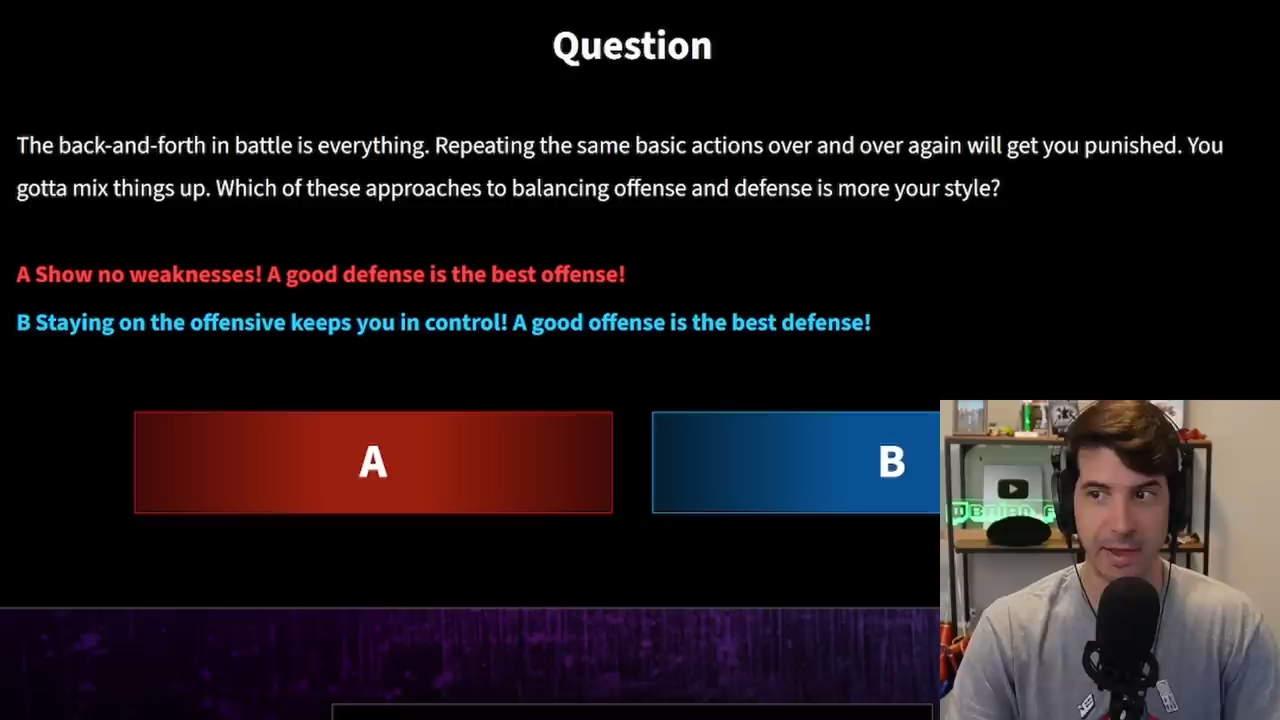 Question
The back-and-forth in battle is everything. Repeating the same basic actions over and over again will get you punished. You
gotta mix things up. Which of these approaches to balancing offense and defense is more your style?
A Show no weaknesses! A good defense is the best offense!
B Staying on the offensive keeps you in control! A good offense is the best defense!
A
B